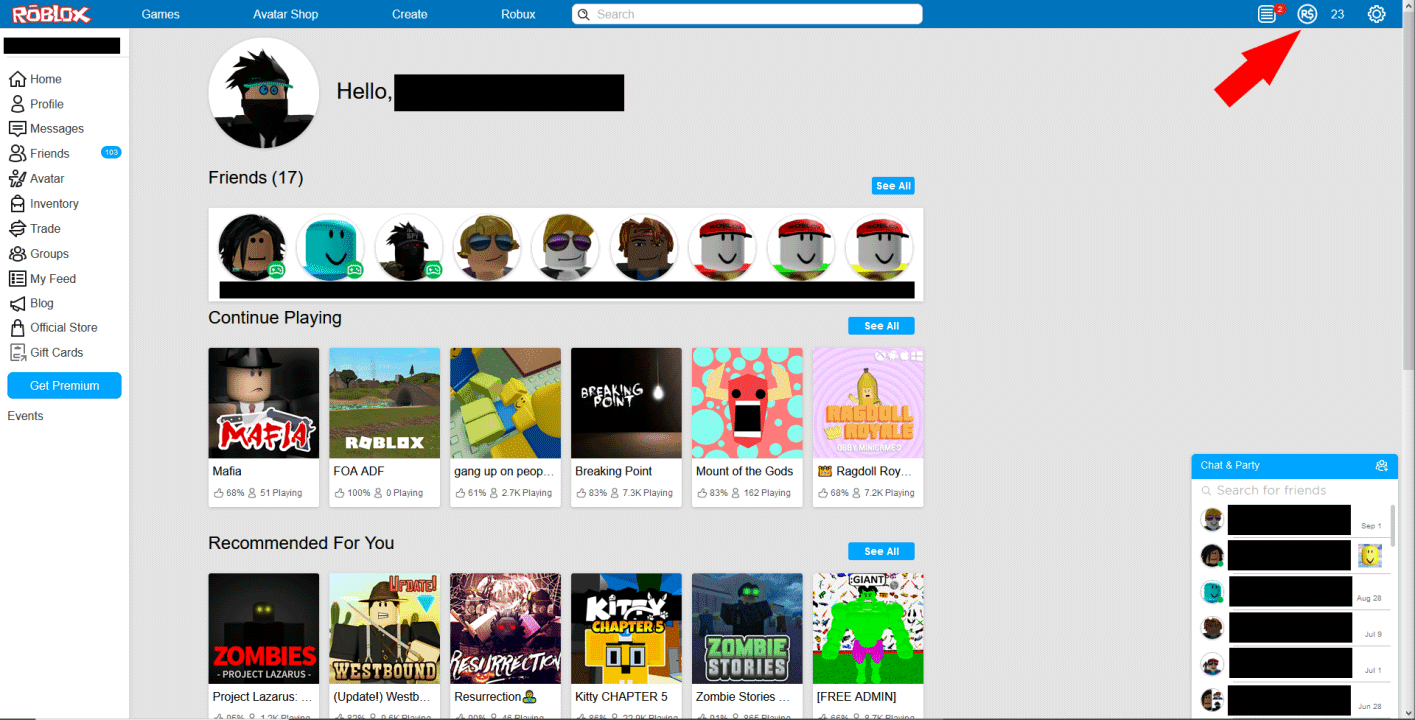 ROBLOX Games Avatar Shop Create Robux Search 2 R$ 23
Hello,
Home
Profile
Messages
Friends 103
Avatar
Inventory
Trade
Groups
My Feed
Blog
Official Store
Gift Cards
Get Premium
Events
Friends (17) See All
Continue Playing See All
MAFIA
ROBLOX
BREAKING
POINT
RAGDOLL
ROYALE
OBBY MINIGAMES
Mafia FOA ADF gang up on peop... Breaking Point Mount of the Gods Ragdoll Roy...
68% 51 Playing 100% 0 Playing 61% 2.7K Playing 83% 7.3K Playing 83% 162 Playing 68% 7.2K Playing
Recommended For You See All
ZOMBIES
- PROJECT LAZARUS -
UPDATE!
WESTBOUND
RESURRECTION
KITTY
CHAPTER 5
ZOMBIE
STORIES
GIANT
Project Lazarus: ... (Update!) Westb... Resurrection Kitty CHAPTER 5 Zombie Stories ... [FREE ADMIN]
Chat & Party
Search for friends
Sep 1
Aug 28
Jul 9
Jul 1
Jun 28